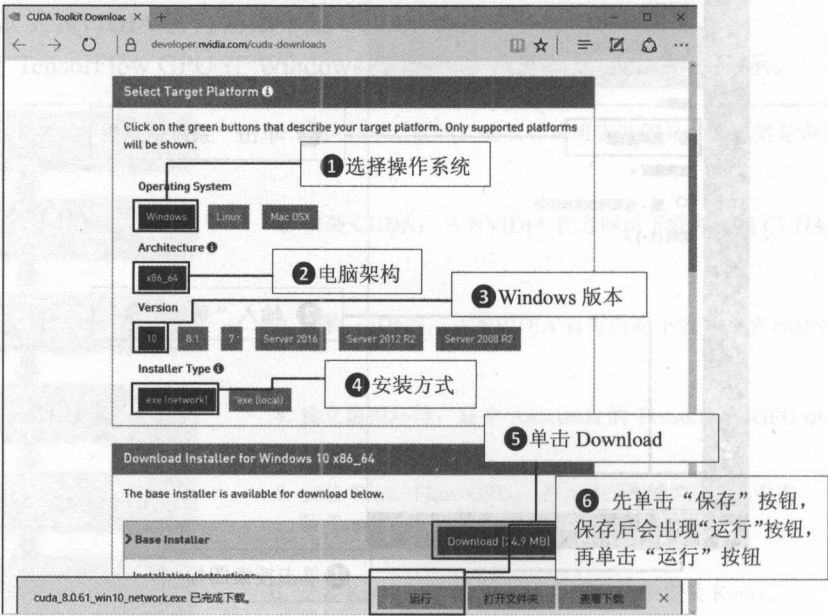 CUDA Toolkit Downloac
developer.nvidia.com/cuda-downloads
Select Target Platform
Click on the green buttons that describe your target platform. Only supported platforms
will be shown.
❶选择操作系统
Operating System
Windows Linux Mac OSX
Architecture
x86_64
❷电脑架构
❸Windows 版本
Version
10 8.1 7 Server 2016 Server 2012 R2 Server 2008 R2
Installer Type
❹安装方式
exe (network) exe (local)
❺单击 Download
Download Installer for Windows 10 x86_64
The base installer is available for download below.
❻ 先单击“保存”按钮，
保存后会出现“运行”按钮，
再单击“运行”按钮
Base Installer
Download (14.9 MB)
Installation Instructions:
cuda_8.0.61_win10_network.exe 已完成下载。 运行 打开文件夹 查看下载